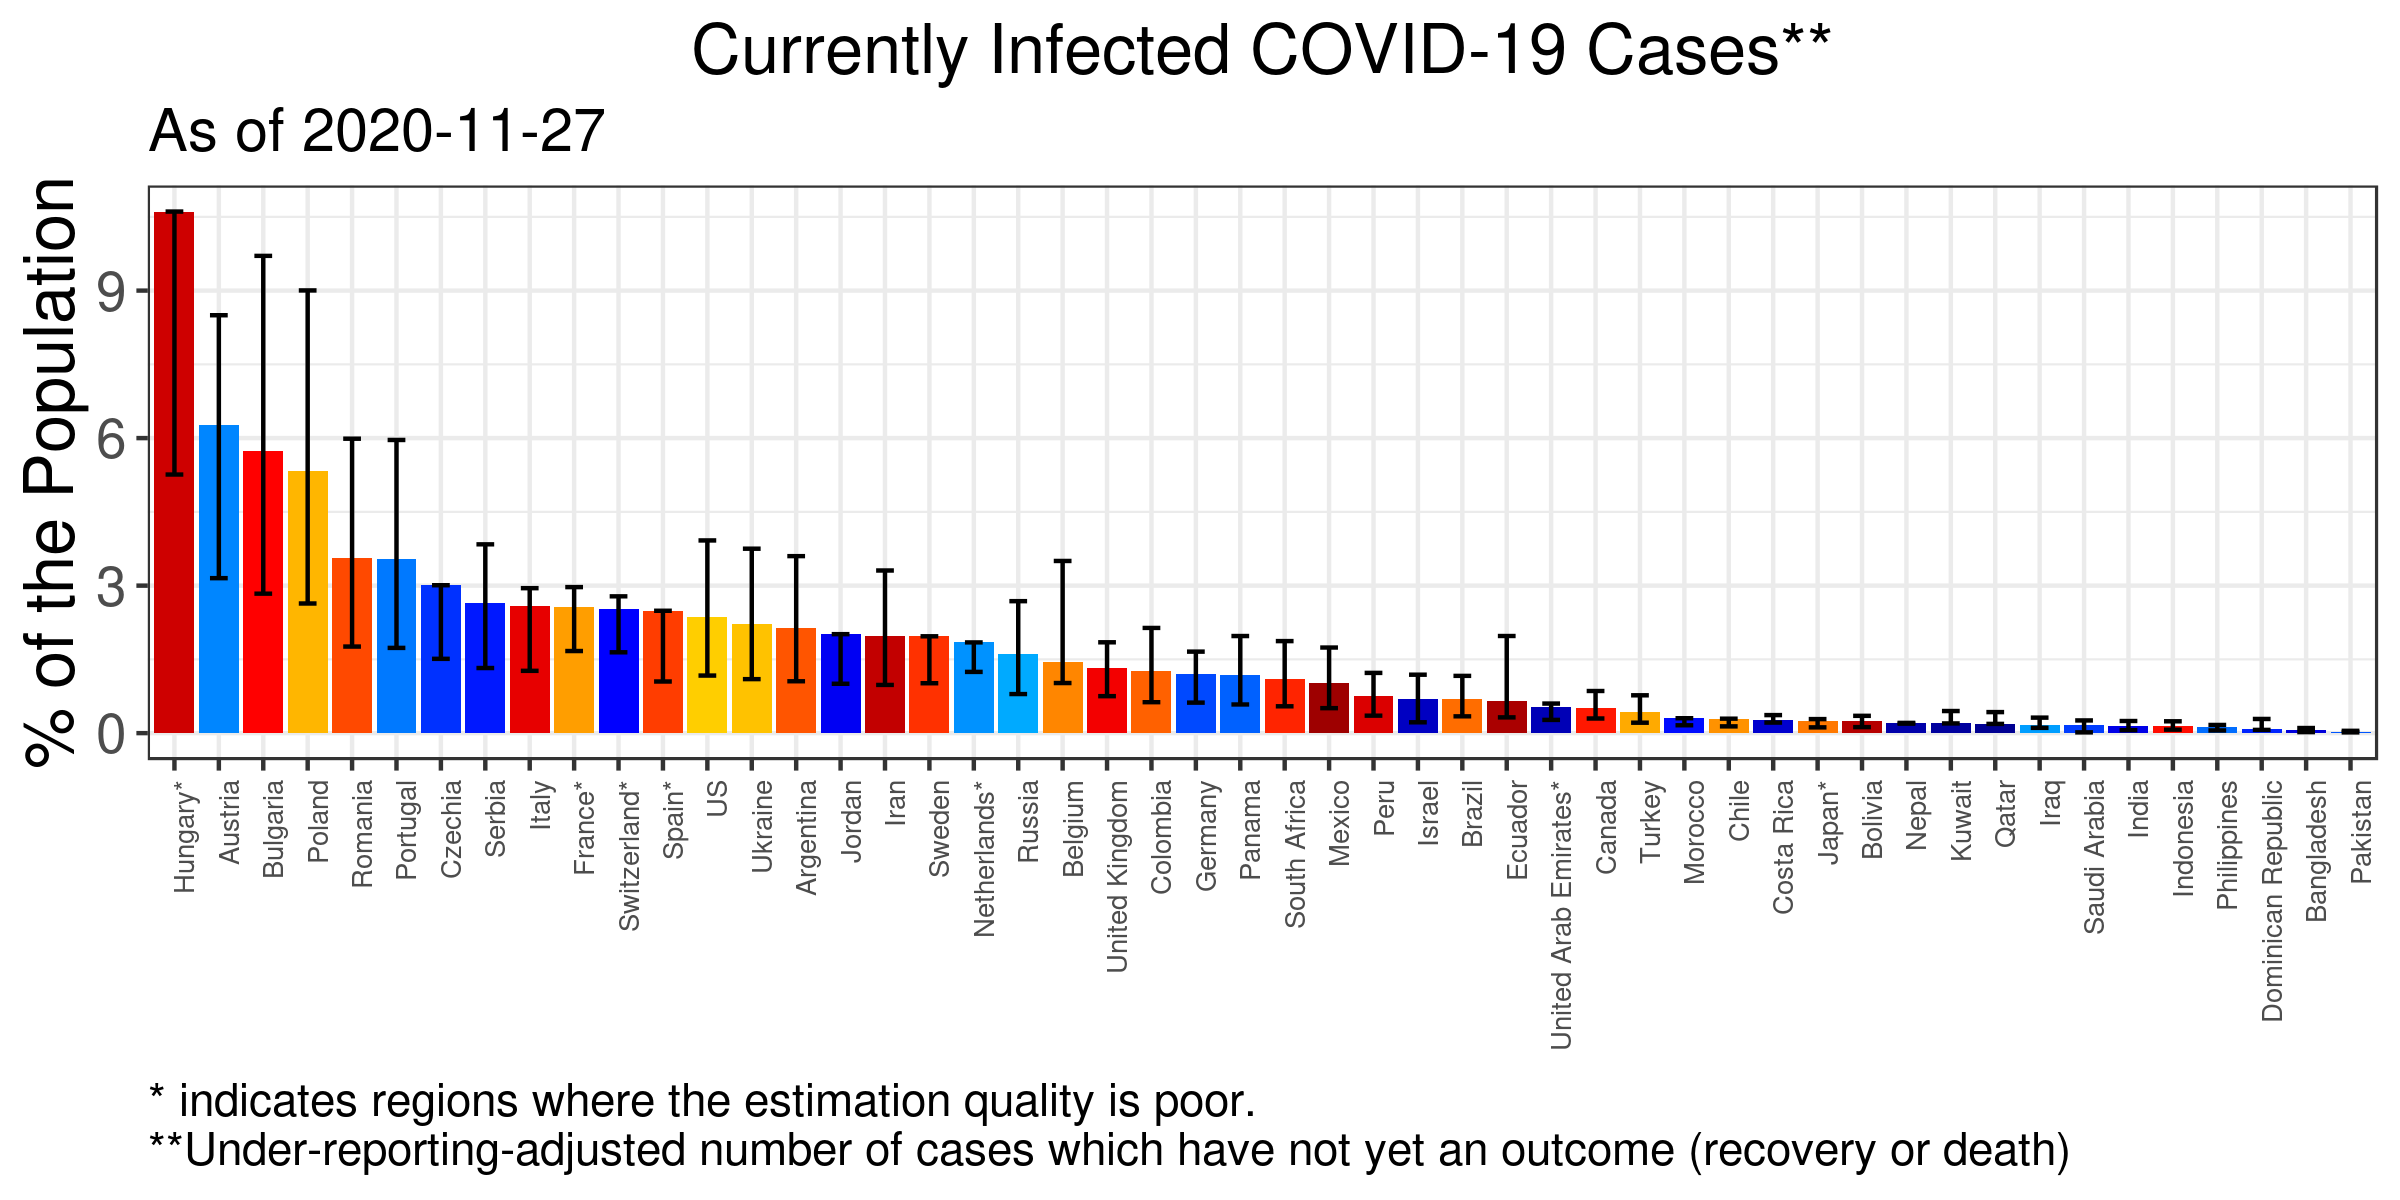 Currently Infected COVID-19 Cases**
As of 2020-11-27
% of the Population
9
6
3
0
Hungary*
Austria
Bulgaria
Poland
Romania
Portugal
Czechia
Serbia
Italy
France*
Switzerland*
Spain*
US
Ukraine
Argentina
Jordan
Iran
Sweden
Netherlands*
Russia
Belgium
United Kingdom
Colombia
Germany
Panama
South Africa
Mexico
Peru
Israel
Brazil
Ecuador
United Arab Emirates*
Canada
Turkey
Morocco
Chile
Costa Rica
Japan*
Bolivia
Nepal
Kuwait
Qatar
Iraq
Saudi Arabia
India
Indonesia
Philippines
Dominican Republic
Bangladesh
Pakistan
* indicates regions where the estimation quality is poor.
**Under-reporting-adjusted number of cases which have not yet an outcome (recovery or death)